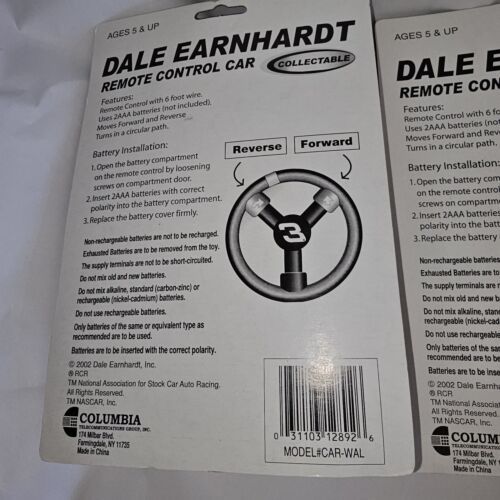 AGES 5 & UP
DALE EARNHARDT
REMOTE CONTROL CAR
COLLECTABLE
Features:
Remote Control with 6 foot wire.
Uses 2AAA batteries (not included),
Moves Forward and Reverse
Turns in a circular path.
Battery Installation:
1. Open the battery compartment
on the remote control by loosening
screws on compartment door.
2. Insert 2AAA batteries with correct
polarity into the battery compartment.
3. Replace the battery cover firmly.
Reverse
Forward
3
Non-rechargeable batteries are not to be recharged.
Exhausted Batteries are to be removed from the toy.
The supply terminals are not to be short-circuited.
Do not mix old and new batteries.
Do not mix alkaline, standard (carbon-zinc) or
rechargeable (nickel-cadmium) batteries.
Do not use rechargeable batteries.
Only batteries of the same or equivalent type as
recommended are to be used.
Batteries are to be inserted with the correct polarity.
© 2002 Dale Earnhardt, Inc.
® RCR
TM National Association for Stock Car Auto Racing.
All Rights Reserved.
TM NASCAR, Inc.
COLUMBIA
TELECOMMUNICATIONS GROUP, INC.
174 Milbar Blvd.
Farmingdale, NY 11735
Made in China
0 31103 12892 6
MODEL#CAR-WAL
AGES 5 & UP
DALE E
REMOTE CON
Features:
Remote Control with 6 fo
Uses 2AAA batteries (not
Moves Forward and Reve
Turns in a circular path.
Battery Installation:
1. Open the battery comp
on the remote control
screws on compartmen
2. Insert 2AAA batteries
polarity into the batte
3. Replace the battery c
Non-rechargeable batteries
Exhausted Batteries are to
The supply terminals are n
Do not mix old and new b
Do not mix alkaline, stand
rechargeable (nickel-cadm
Do not use rechargeable
Only batteries of the sam
recommended are to be
Batteries are to be inse
© 2002 Dale Earnhardt
® RCR
TM National Associatio
All Rights Reserved.
TM NASCAR, Inc.
COLUM
TELECOMMUNI
174 Milbar Blvd.
Farmingdale, NY
Made in China